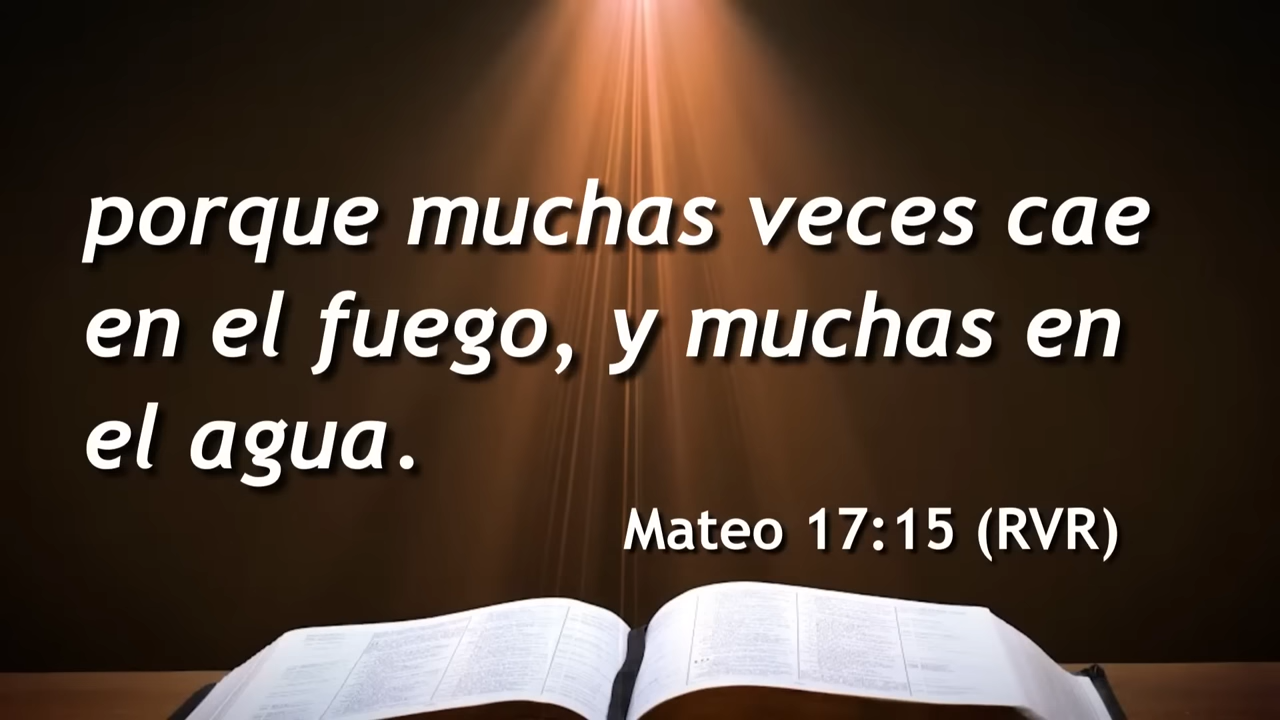 porque muchas veces cae
en el fuego, y muchas en
el agua.
Mateo 17:15 (RVR)